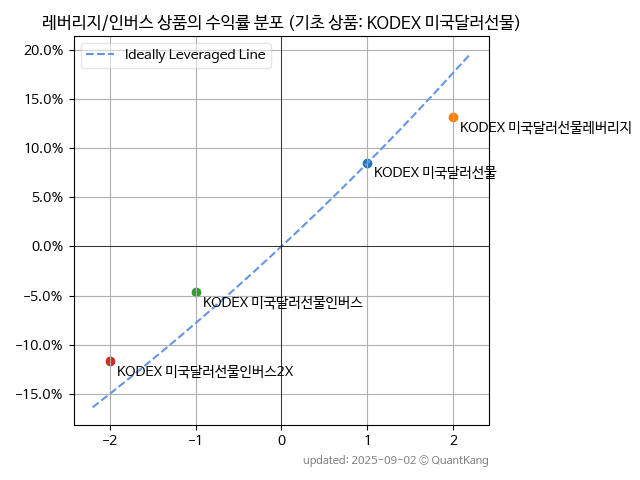 레버리지/인버스 상품의 수익률 분포 (기초 상품: KODEX 미국달러선물)
20.0%
Ideally Leveraged Line
15.0%
KODEX 미국달러선물레버리지
10.0%
KODEX 미국달러선물
5.0%
0.0%
−5.0%
KODEX 미국달러선물인버스
−10.0%
KODEX 미국달러선물인버스2X
−15.0%
−2 −1 0 1 2
updated: 2025-09-02 © QuantKang